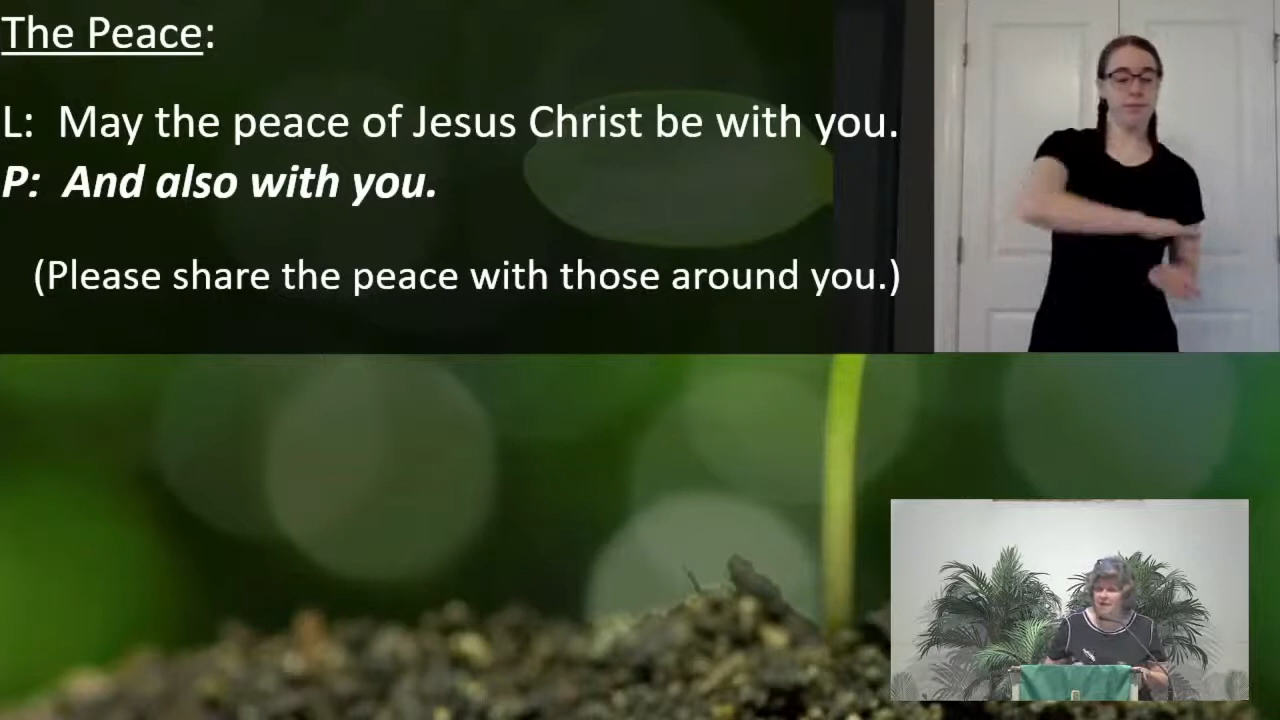 The Peace:
L: May the peace of Jesus Christ be with you.
P: And also with you.
(Please share the peace with those around you.)